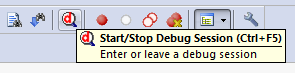 Start/Stop Debug Session (Ctrl+F5)
Enter or leave a debug session